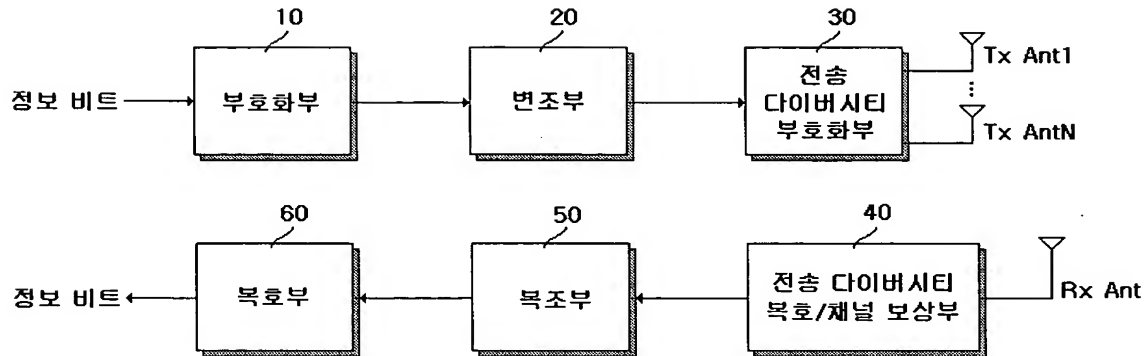 10
20
30
정보 비트
부호화부
변조부
전송
다이버시티
부호화부
Tx Ant1
Tx AntN
60
50
40
정보 비트
복호부
복조부
전송 다이버시티
복호/채널 보상부
Rx Ant